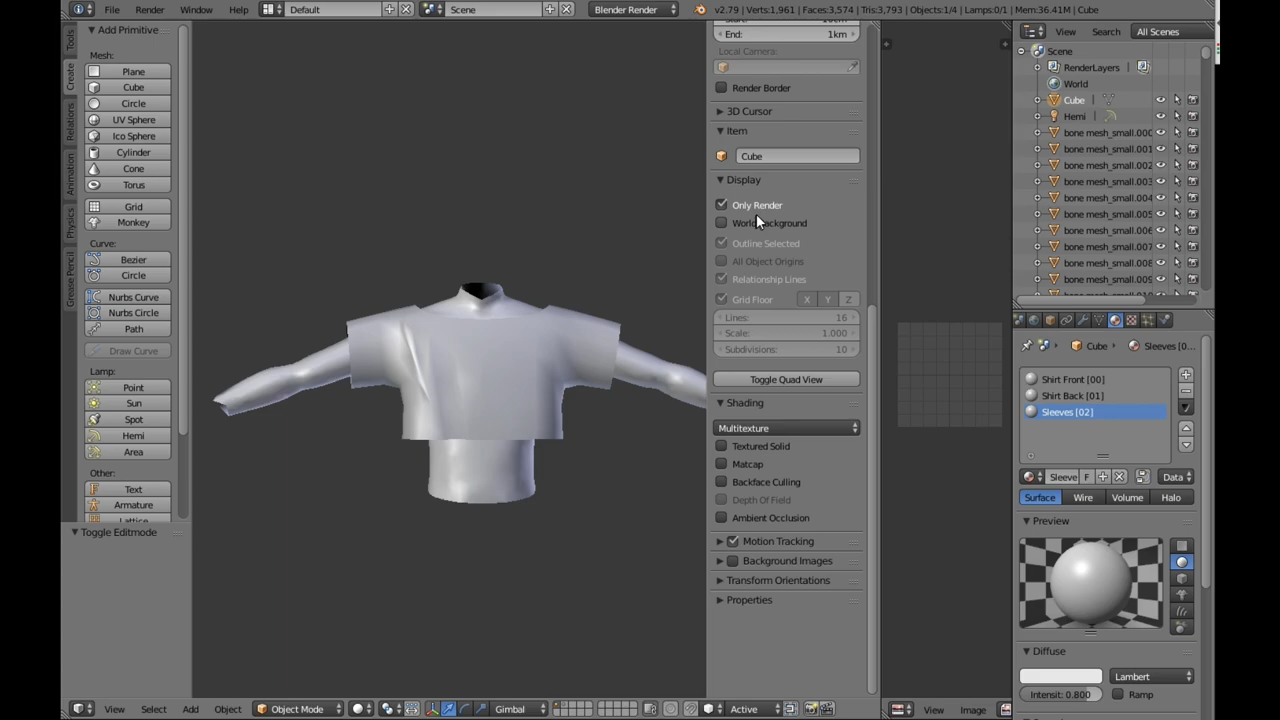 File Render Window Help Default Scene Blender Render v2.79 | Verts:1,961 | Faces:3,574 | Tris:3,793 | Objects:1/4 | Lamps:0/1 | Mem:36.41M | Cube
Tools
Create
Relations
Animation
Physics
Grease Pencil
Add Primitive
Mesh:
Plane
Cube
Circle
UV Sphere
Ico Sphere
Cylinder
Cone
Torus
Grid
Monkey
Curve:
Bezier
Circle
Nurbs Curve
Nurbs Circle
Path
Draw Curve
Lamp:
Point
Sun
Spot
Hemi
Area
Other:
Text
Armature
Lattice
Toggle Editmode
End: 1km
Local Camera:
Render Border
3D Cursor
Item
Cube
Display
Only Render
World Background
Outline Selected
All Object Origins
Relationship Lines
Grid Floor X Y Z
Lines: 16
Scale: 1.000
Subdivisions: 10
Toggle Quad View
Shading
Multitexture
Textured Solid
Matcap
Backface Culling
Depth Of Field
Ambient Occlusion
Motion Tracking
Background Images
Transform Orientations
Properties
View Search All Scenes
Scene
RenderLayers
World
Cube
Hemi
bone mesh_small.000
bone mesh_small.001
bone mesh_small.002
bone mesh_small.003
bone mesh_small.004
bone mesh_small.005
bone mesh_small.006
bone mesh_small.007
bone mesh_small.008
bone mesh_small.009
Cube Sleeves [0...
Shirt Front [00]
Shirt Back [01]
Sleeves [02]
Sleeve F Data
Surface Wire Volume Halo
Preview
Diffuse
Lambert
Intensit: 0.800 Ramp
View Select Add Object Object Mode Gimbal Active View Image